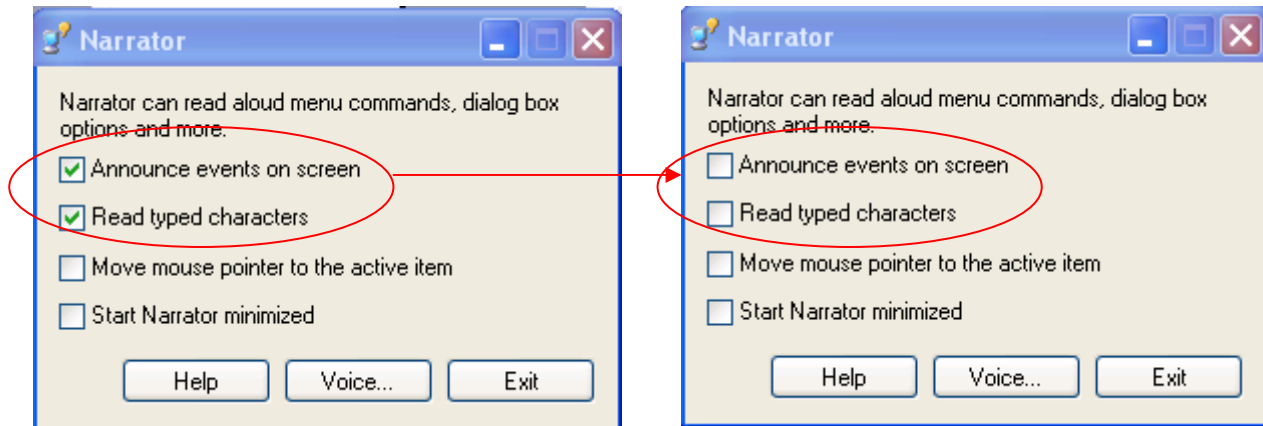 Narrator
Narrator can read aloud menu commands, dialog box
options and more.
Announce events on screen
Read typed characters
Move mouse pointer to the active item
Start Narrator minimized
Help
Voice...
Exit
Narrator
Narrator can read aloud menu commands, dialog box
options and more.
Announce events on screen
Read typed characters
Move mouse pointer to the active item
Start Narrator minimized
Help
Voice...
Exit